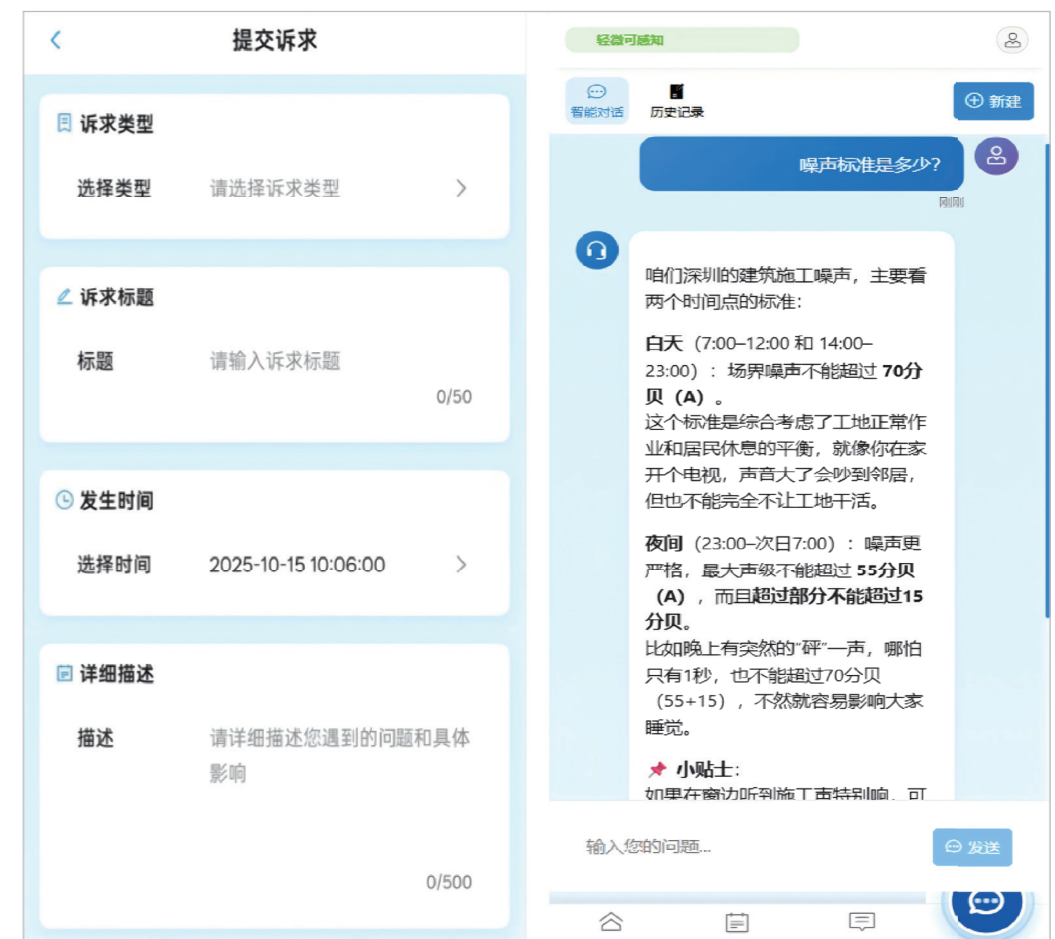 提交诉求
诉求类型
选择类型 请选择诉求类型
诉求标题
标题 请输入诉求标题
0/50
发生时间
选择时间 2025-10-15 10:06:00
详细描述
描述 请详细描述您遇到的问题和具体
影响
0/500
轻微可感知
智能对话 历史记录
新建
噪声标准是多少?
刚刚
咱们深圳的建筑施工噪声，主要看
两个时间点的标准：
白天（7:00–12:00 和 14:00–
23:00）：场界噪声不能超过 70分
贝（A）。
这个标准是综合考虑了工地正常作
业和居民休息的平衡，就像你在家
开个电视，声音大了会吵到邻居，
但也不能完全不让工地干活。
夜间（23:00–次日7:00）：噪声更
严格，最大声级不能超过 55分贝
（A），而且超过部分不能超过15
分贝。
比如晚上有突然的“砰”一声，哪怕
只有1秒，也不能超过70分贝
（55+15），不然就容易影响大家
睡觉。
小贴士：
如果在窗边听到施工声特别响，可
输入您的问题...
发送